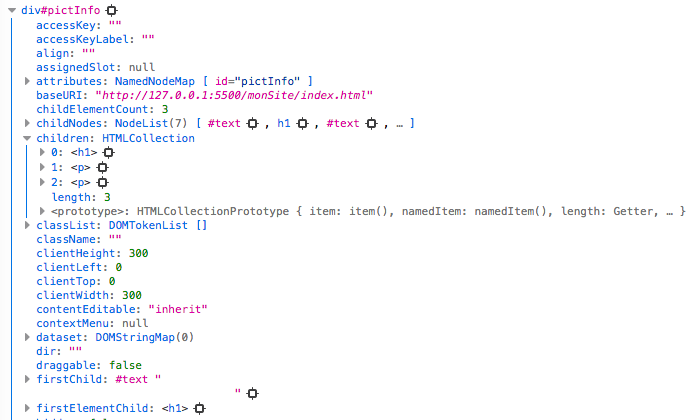 div#pictInfo
accessKey: ""
accessKeyLabel: ""
align: ""
assignedSlot: null
attributes: NamedNodeMap [ id="pictInfo" ]
baseURI: "http://127.0.0.1:5500/monSite/index.html"
childElementCount: 3
childNodes: NodeList(7) [ #text , h1 , #text , … ]
children: HTMLCollection
0: <h1>
1: <p>
2: <p>
length: 3
<prototype>: HTMLCollectionPrototype { item: item(), namedItem: namedItem(), length: Getter, … }
classList: DOMTokenList []
className: ""
clientHeight: 300
clientLeft: 0
clientTop: 0
clientWidth: 300
contentEditable: "inherit"
contextMenu: null
dataset: DOMStringMap(0)
dir: ""
draggable: false
firstChild: #text "
"
firstElementChild: <h1>